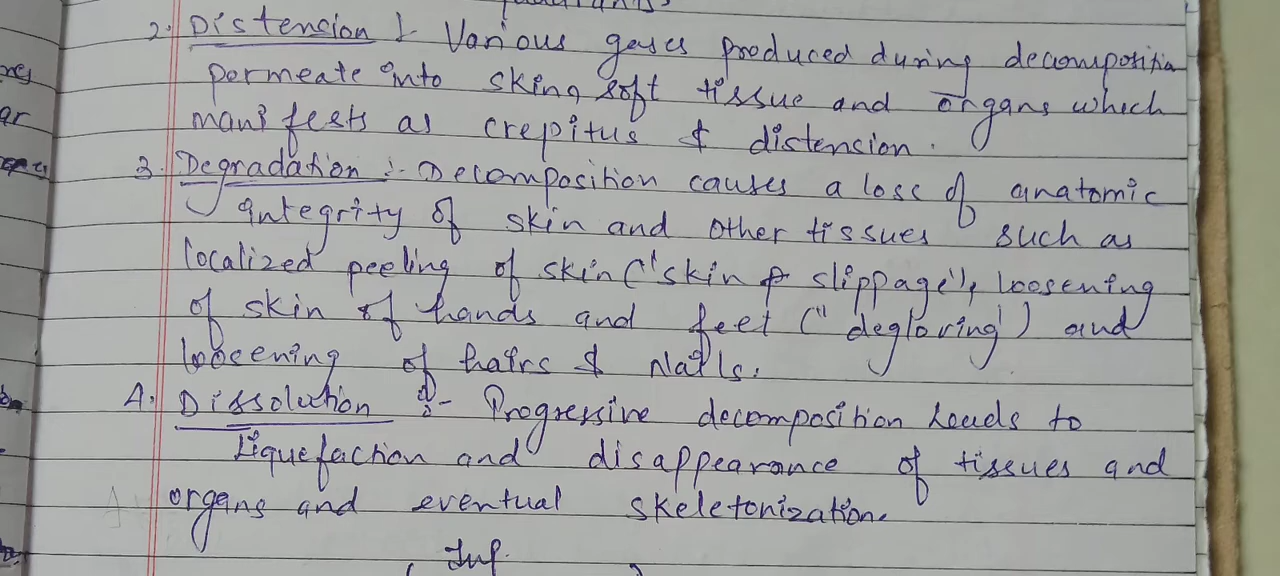 2. Distension :- Various gases produced during decomposition
permeate into skin, soft tissue and organs which
manifests as crepitus & distension.
3. Degradation :- Decomposition causes a loss of anatomic
integrity of skin and other tissues such as
localized peeling of skin ("skin slippage"), loosening
of skin of hands and feet ("degloving") and
loosening of hairs & Nails.
4. Dissolution :- Progressive decomposition leads to
liquefaction and disappearance of tissues and
organs and eventual skeletonization.